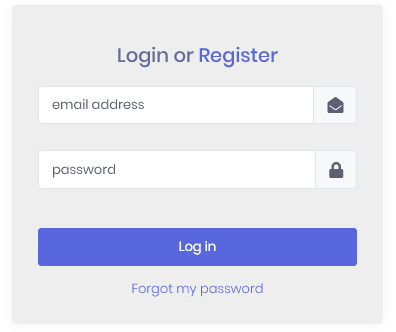 Login or Register
email address
password
Log in
Forgot my password